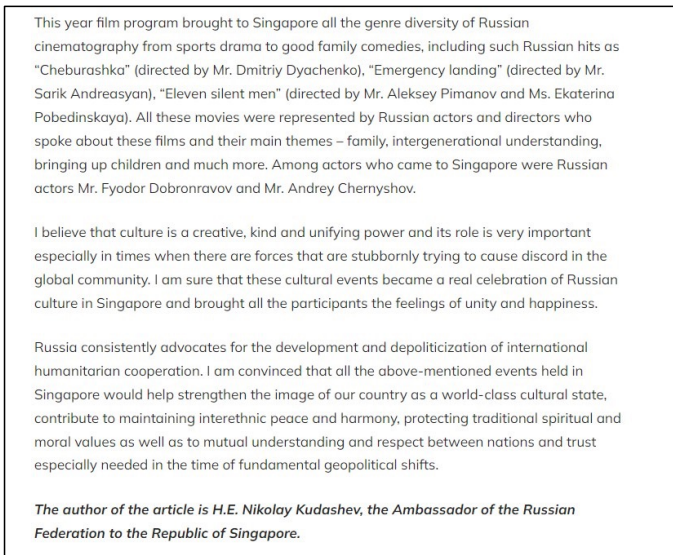 This year film program brought to Singapore all the genre diversity of Russian
cinematography from sports drama to good family comedies, including such Russian hits as
“Cheburashka” (directed by Mr. Dmitriy Dyachenko), “Emergency landing” (directed by Mr.
Sarik Andreasyan), “Eleven silent men” (directed by Mr. Aleksey Pimanov and Ms. Ekaterina
Pobedinskaya). All these movies were represented by Russian actors and directors who
spoke about these films and their main themes – family, intergenerational understanding,
bringing up children and much more. Among actors who came to Singapore were Russian
actors Mr. Fyodor Dobronravov and Mr. Andrey Chernyshov.
I believe that culture is a creative, kind and unifying power and its role is very important
especially in times when there are forces that are stubbornly trying to cause discord in the
global community. I am sure that these cultural events became a real celebration of Russian
culture in Singapore and brought all the participants the feelings of unity and happiness.
Russia consistently advocates for the development and depoliticization of international
humanitarian cooperation. I am convinced that all the above-mentioned events held in
Singapore would help strengthen the image of our country as a world-class cultural state,
contribute to maintaining interethnic peace and harmony, protecting traditional spiritual and
moral values as well as to mutual understanding and respect between nations and trust
especially needed in the time of fundamental geopolitical shifts.
The author of the article is H.E. Nikolay Kudashev, the Ambassador of the Russian
Federation to the Republic of Singapore.